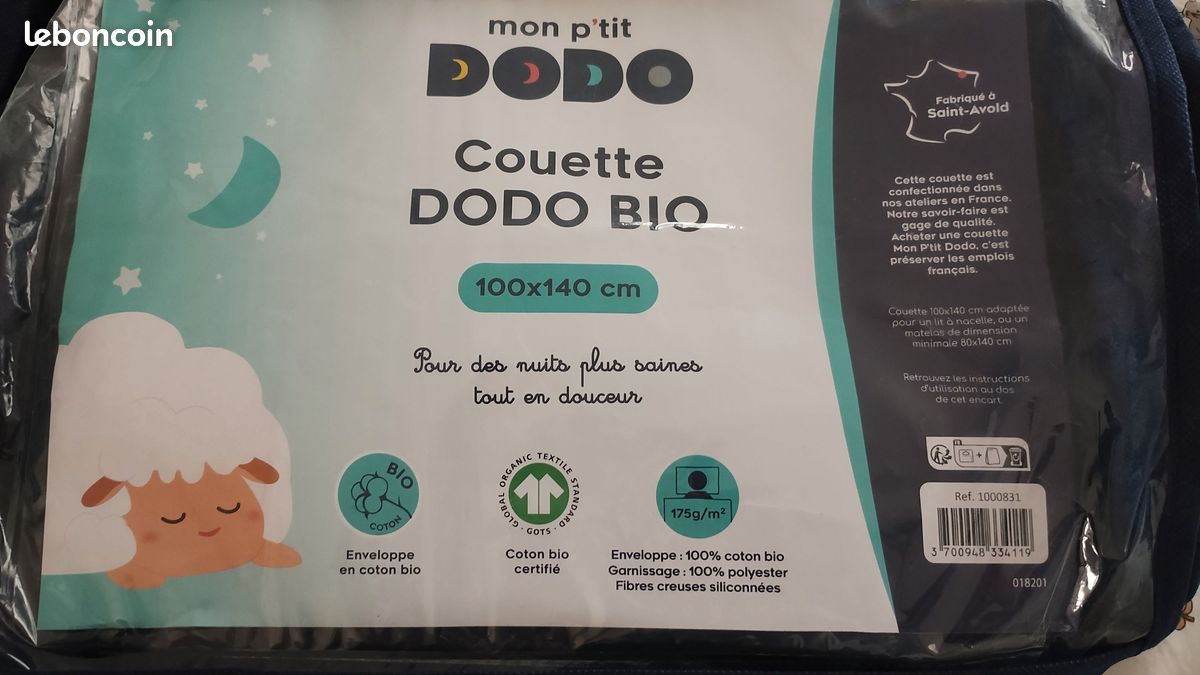 leboncoin
mon p'tit
DODO
Couette
DODO BIO
100x140 cm
Pour des nuits plus saines
tout en douceur
BIO
COTON
Enveloppe
en coton bio
GLOBAL ORGANIC TEXTILE STANDARD · GOTS ·
Coton bio
certifié
175g/m²
Enveloppe : 100% coton bio
Garnissage : 100% polyester
Fibres creuses siliconnées
Fabriqué à
Saint-Avold
Cette couette est
confectionnée dans
nos ateliers en France.
Notre savoir-faire est
gage de qualité.
Acheter une couette
Mon P'tit Dodo, c'est
préserver les emplois
français.
Couette 100x140 cm adaptée
pour un lit à nacelle, ou un
matelas de dimension
minimale 80x140 cm
Retrouvez les instructions
d'utilisation au dos
de cet encart.
FR
+
Ref. 1000831
3 700948 334119
018201